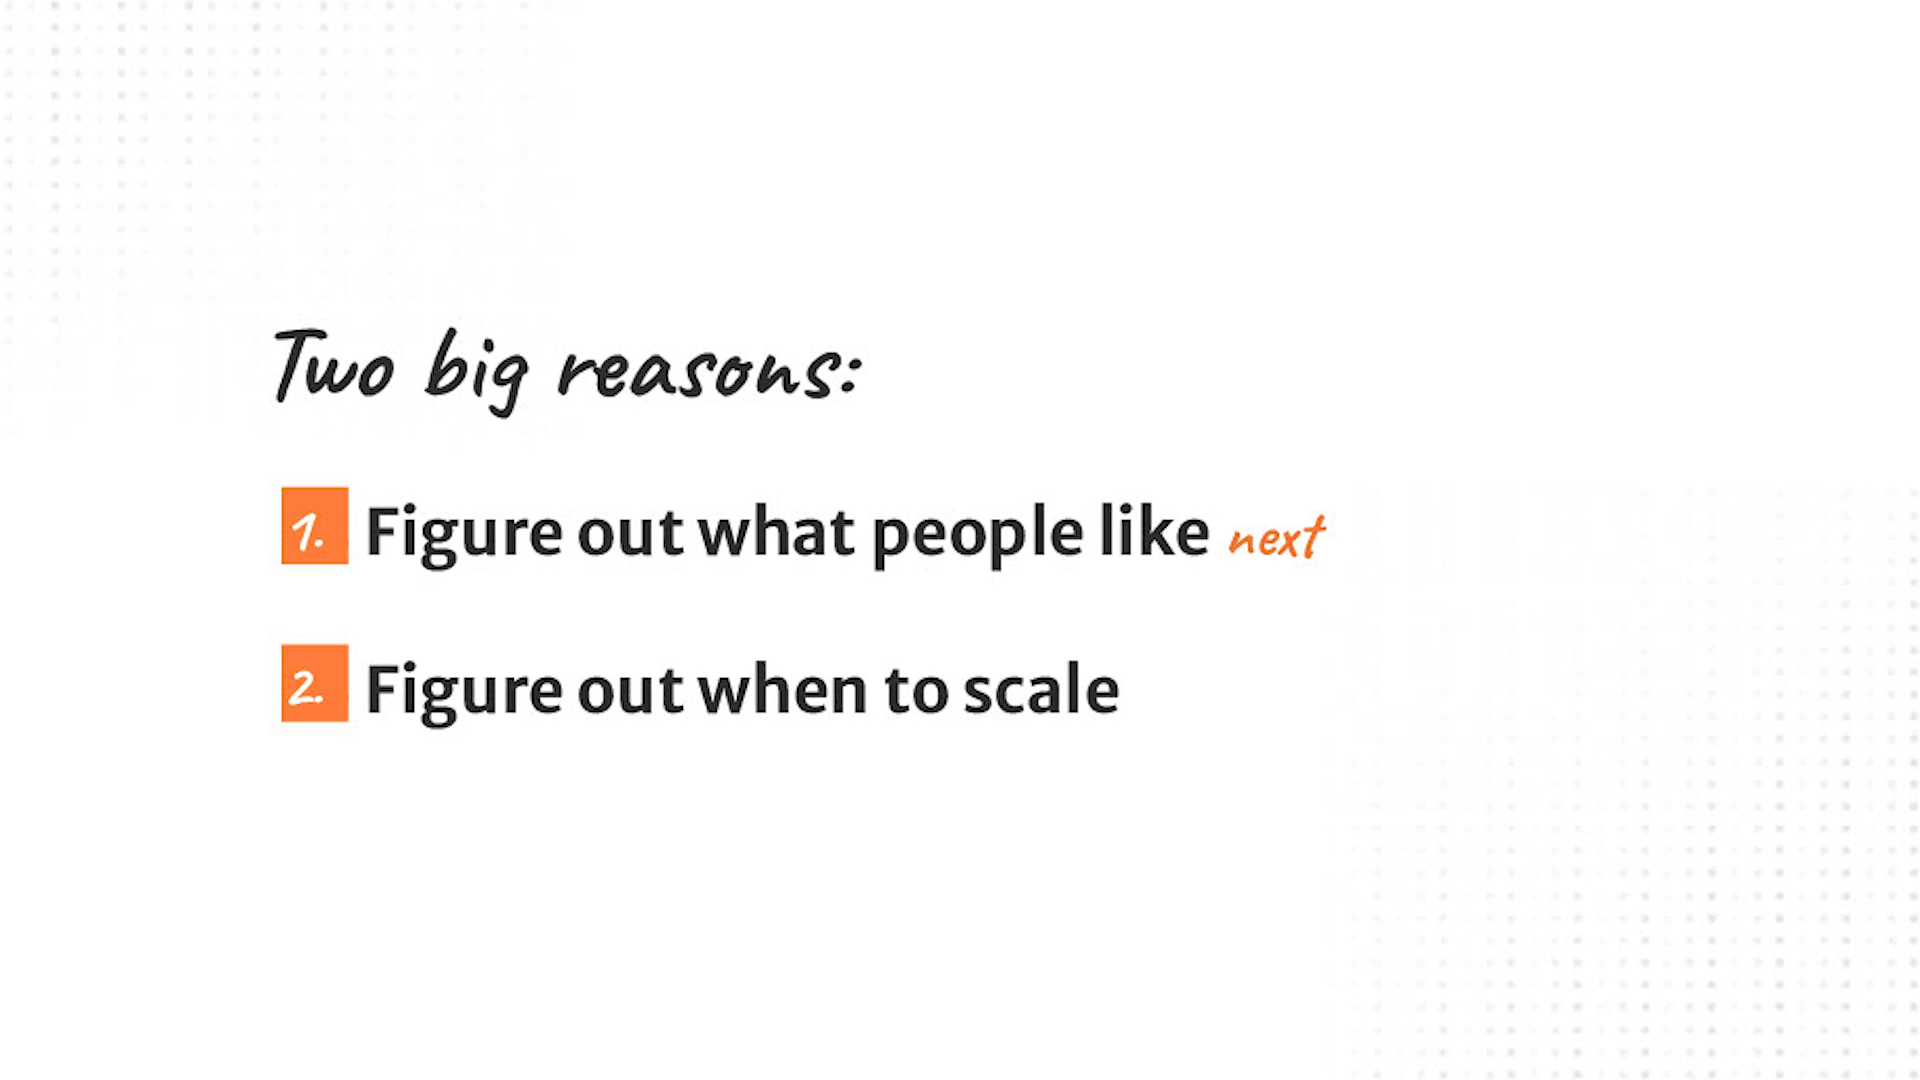 Two big reasons:
1. Figure out what people like next
2. Figure out when to scale